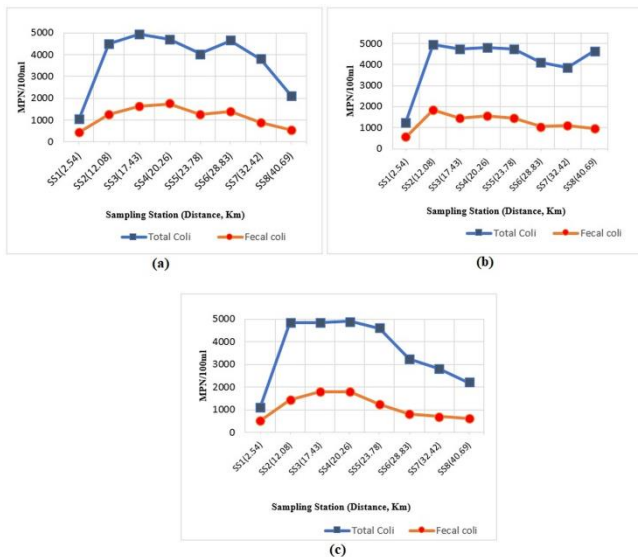 (a)
MPN/100ml
5000
4000
3000
2000
1000
0
SS1(2.54)
SS2(12.08)
SS3(17.43)
SS4(20.26)
SS5(23.78)
SS6(28.83)
SS7(32.42)
SS8(40.69)
Sampling Station (Distance, Km)
Total Coli
Fecal coli
(a)
MPN/100ml
5000
4000
3000
2000
1000
0
SS1(2.54)
SS2(12.08)
SS3(17.43)
SS4(20.26)
SS5(23.78)
SS6(28.83)
SS7(32.42)
SS8(40.69)
Sampling Station (Distance, Km)
Total Coli
Fecal coli
(b)
MPN/100ml
5000
4000
3000
2000
1000
0
SS1(2.54)
SS2(12.08)
SS3(17.43)
SS4(20.26)
SS5(23.78)
SS6(28.83)
SS7(32.42)
SS8(40.69)
Sampling Station (Distance, Km)
Total Coli
Fecal coli
(c)